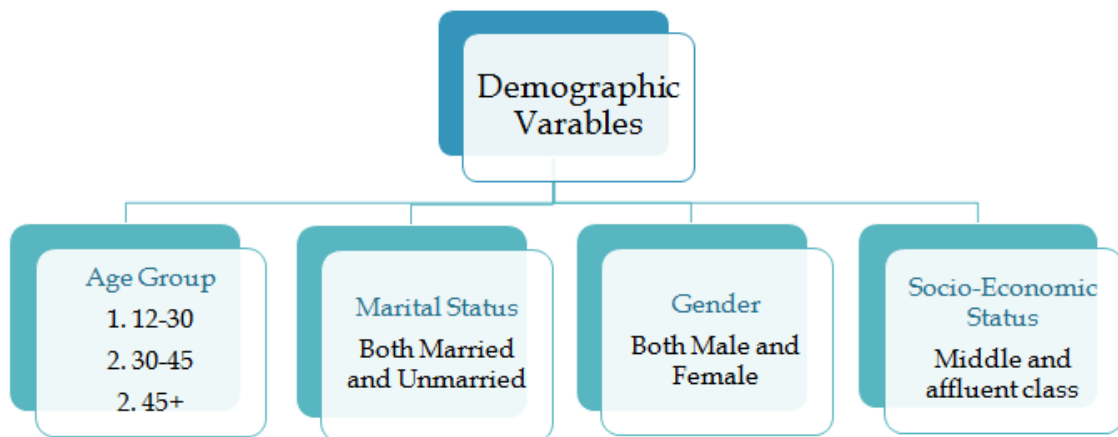 Demographic
Varables
Age Group
1. 12-30
2. 30-45
2. 45+
Marital Status
Both Married
and Unmarried
Gender
Both Male and
Female
Socio-Economic
Status
Middle and
affluent class